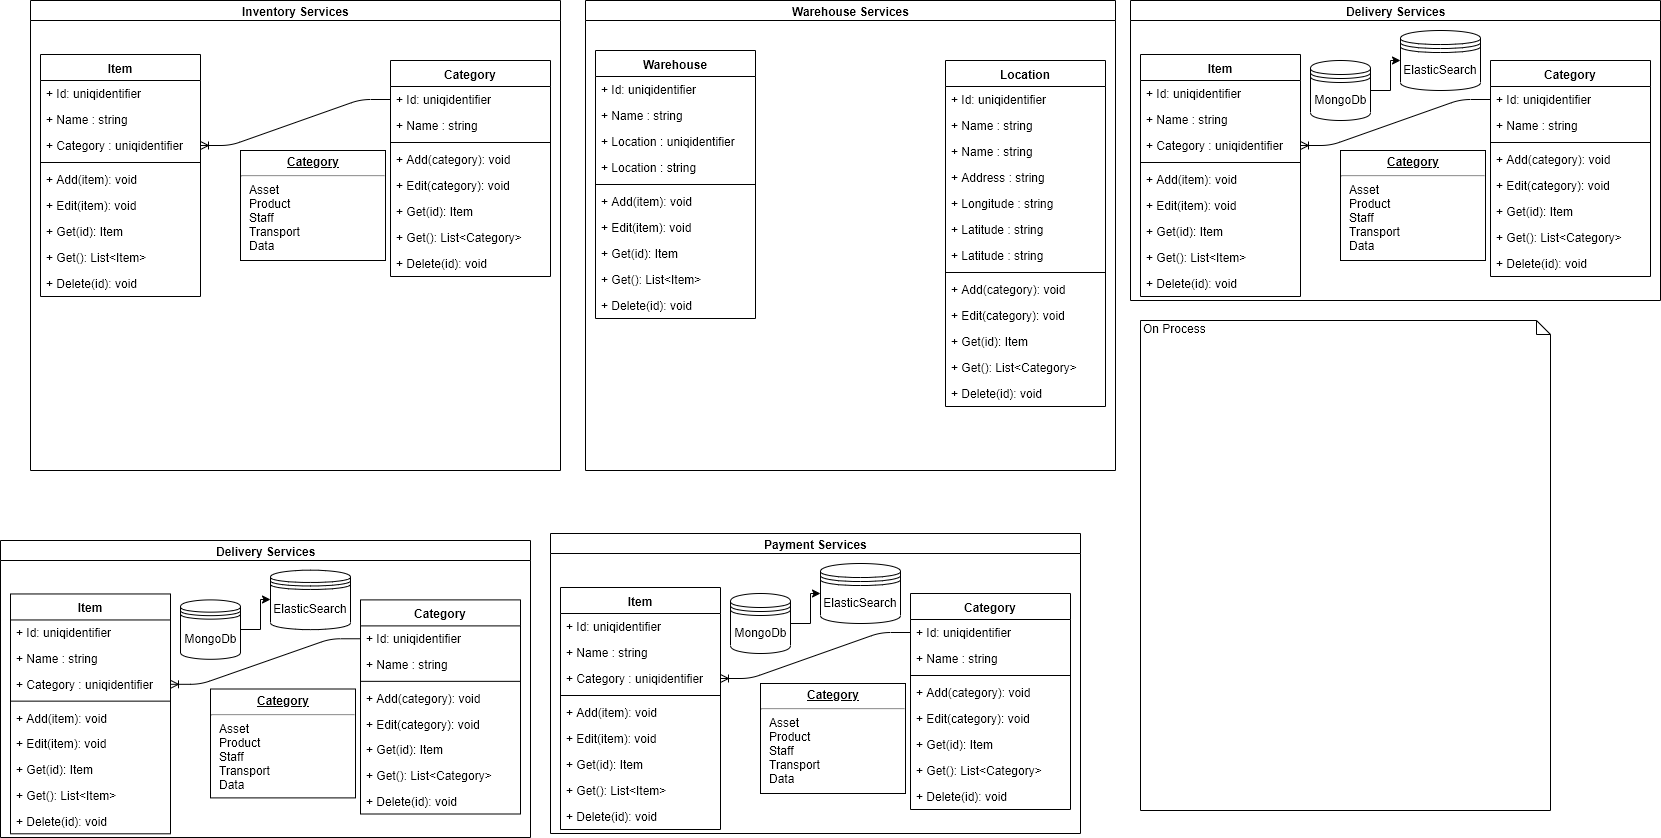 Inventory Services
Item
+ Id: uniqidentifier
+ Name : string
+ Category : uniqidentifier
+ Add(item): void
+ Edit(item): void
+ Get(id): Item
+ Get(): List<Item>
+ Delete(id): void
Category
Asset
Product
Staff
Transport
Data
Category
+ Id: uniqidentifier
+ Name : string
+ Add(category): void
+ Edit(category): void
+ Get(id): Item
+ Get(): List<Category>
+ Delete(id): void
Warehouse Services
Warehouse
+ Id: uniqidentifier
+ Name : string
+ Location : uniqidentifier
+ Location : string
+ Add(item): void
+ Edit(item): void
+ Get(id): Item
+ Get(): List<Item>
+ Delete(id): void
Location
+ Id: uniqidentifier
+ Name : string
+ Name : string
+ Address : string
+ Longitude : string
+ Latitude : string
+ Latitude : string
+ Add(category): void
+ Edit(category): void
+ Get(id): Item
+ Get(): List<Category>
+ Delete(id): void
Delivery Services
Item
+ Id: uniqidentifier
+ Name : string
+ Category : uniqidentifier
+ Add(item): void
+ Edit(item): void
+ Get(id): Item
+ Get(): List<Item>
+ Delete(id): void
MongoDb
ElasticSearch
Category
Asset
Product
Staff
Transport
Data
Category
+ Id: uniqidentifier
+ Name : string
+ Add(category): void
+ Edit(category): void
+ Get(id): Item
+ Get(): List<Category>
+ Delete(id): void
On Process
Delivery Services
Item
+ Id: uniqidentifier
+ Name : string
+ Category : uniqidentifier
+ Add(item): void
+ Edit(item): void
+ Get(id): Item
+ Get(): List<Item>
+ Delete(id): void
MongoDb
ElasticSearch
Category
Asset
Product
Staff
Transport
Data
Category
+ Id: uniqidentifier
+ Name : string
+ Add(category): void
+ Edit(category): void
+ Get(id): Item
+ Get(): List<Category>
+ Delete(id): void
Payment Services
Item
+ Id: uniqidentifier
+ Name : string
+ Category : uniqidentifier
+ Add(item): void
+ Edit(item): void
+ Get(id): Item
+ Get(): List<Item>
+ Delete(id): void
MongoDb
ElasticSearch
Category
Asset
Product
Staff
Transport
Data
Category
+ Id: uniqidentifier
+ Name : string
+ Add(category): void
+ Edit(category): void
+ Get(id): Item
+ Get(): List<Category>
+ Delete(id): void